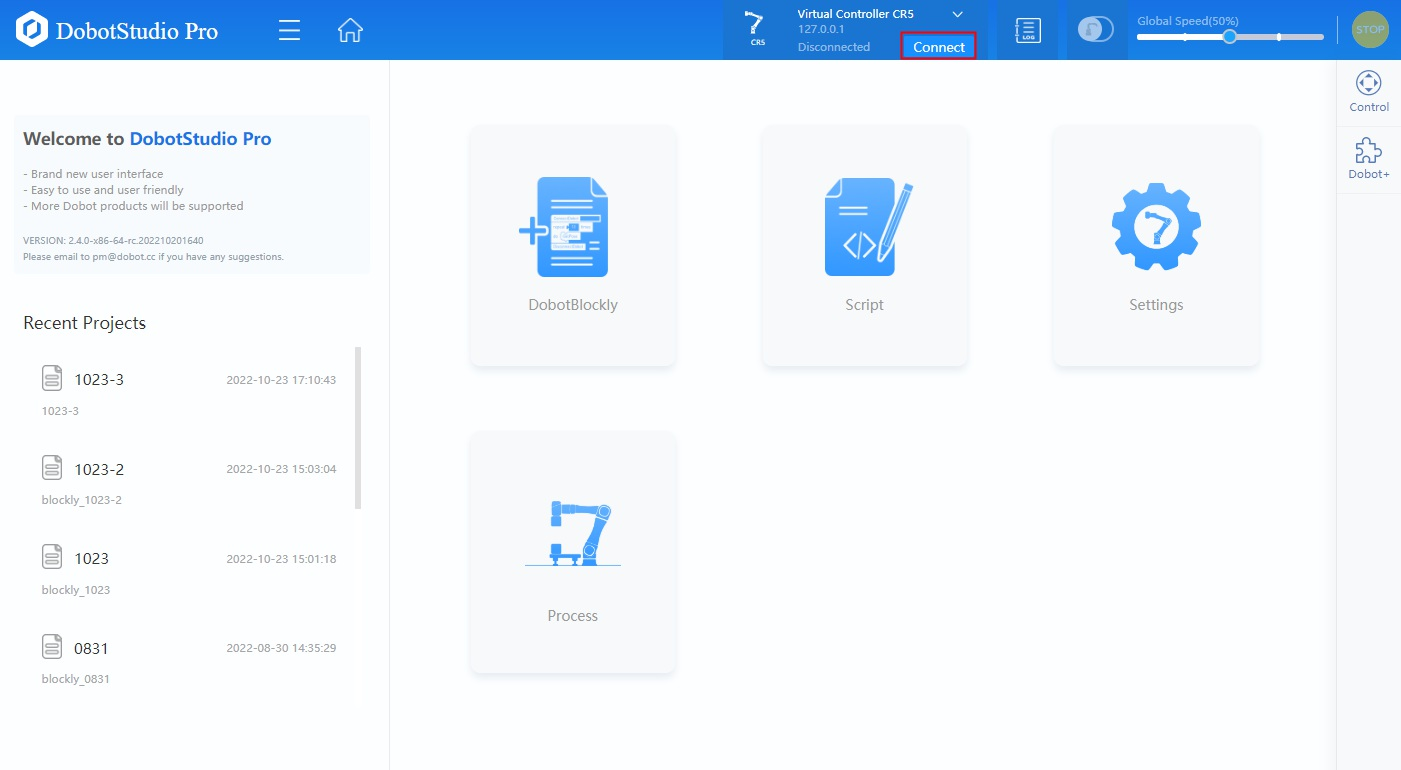 DobotStudio Pro
CR5
Virtual Controller CR5
127.0.0.1
Disconnected
Connect
LOG
Global Speed(50%)
STOP
Control
Dobot+
Welcome to DobotStudio Pro
- Brand new user interface
- Easy to use and user friendly
- More Dobot products will be supported
VERSION: 2.4.0-x86-64-rc.202210201640
Please email to pm@dobot.cc if you have any suggestions.
Recent Projects
1023-3 2022-10-23 17:10:43
1023-3
1023-2 2022-10-23 15:03:04
blockly_1023-2
1023 2022-10-23 15:01:18
blockly_1023
0831 2022-08-30 14:35:29
blockly_0831
DobotBlockly
Script
Settings
Process